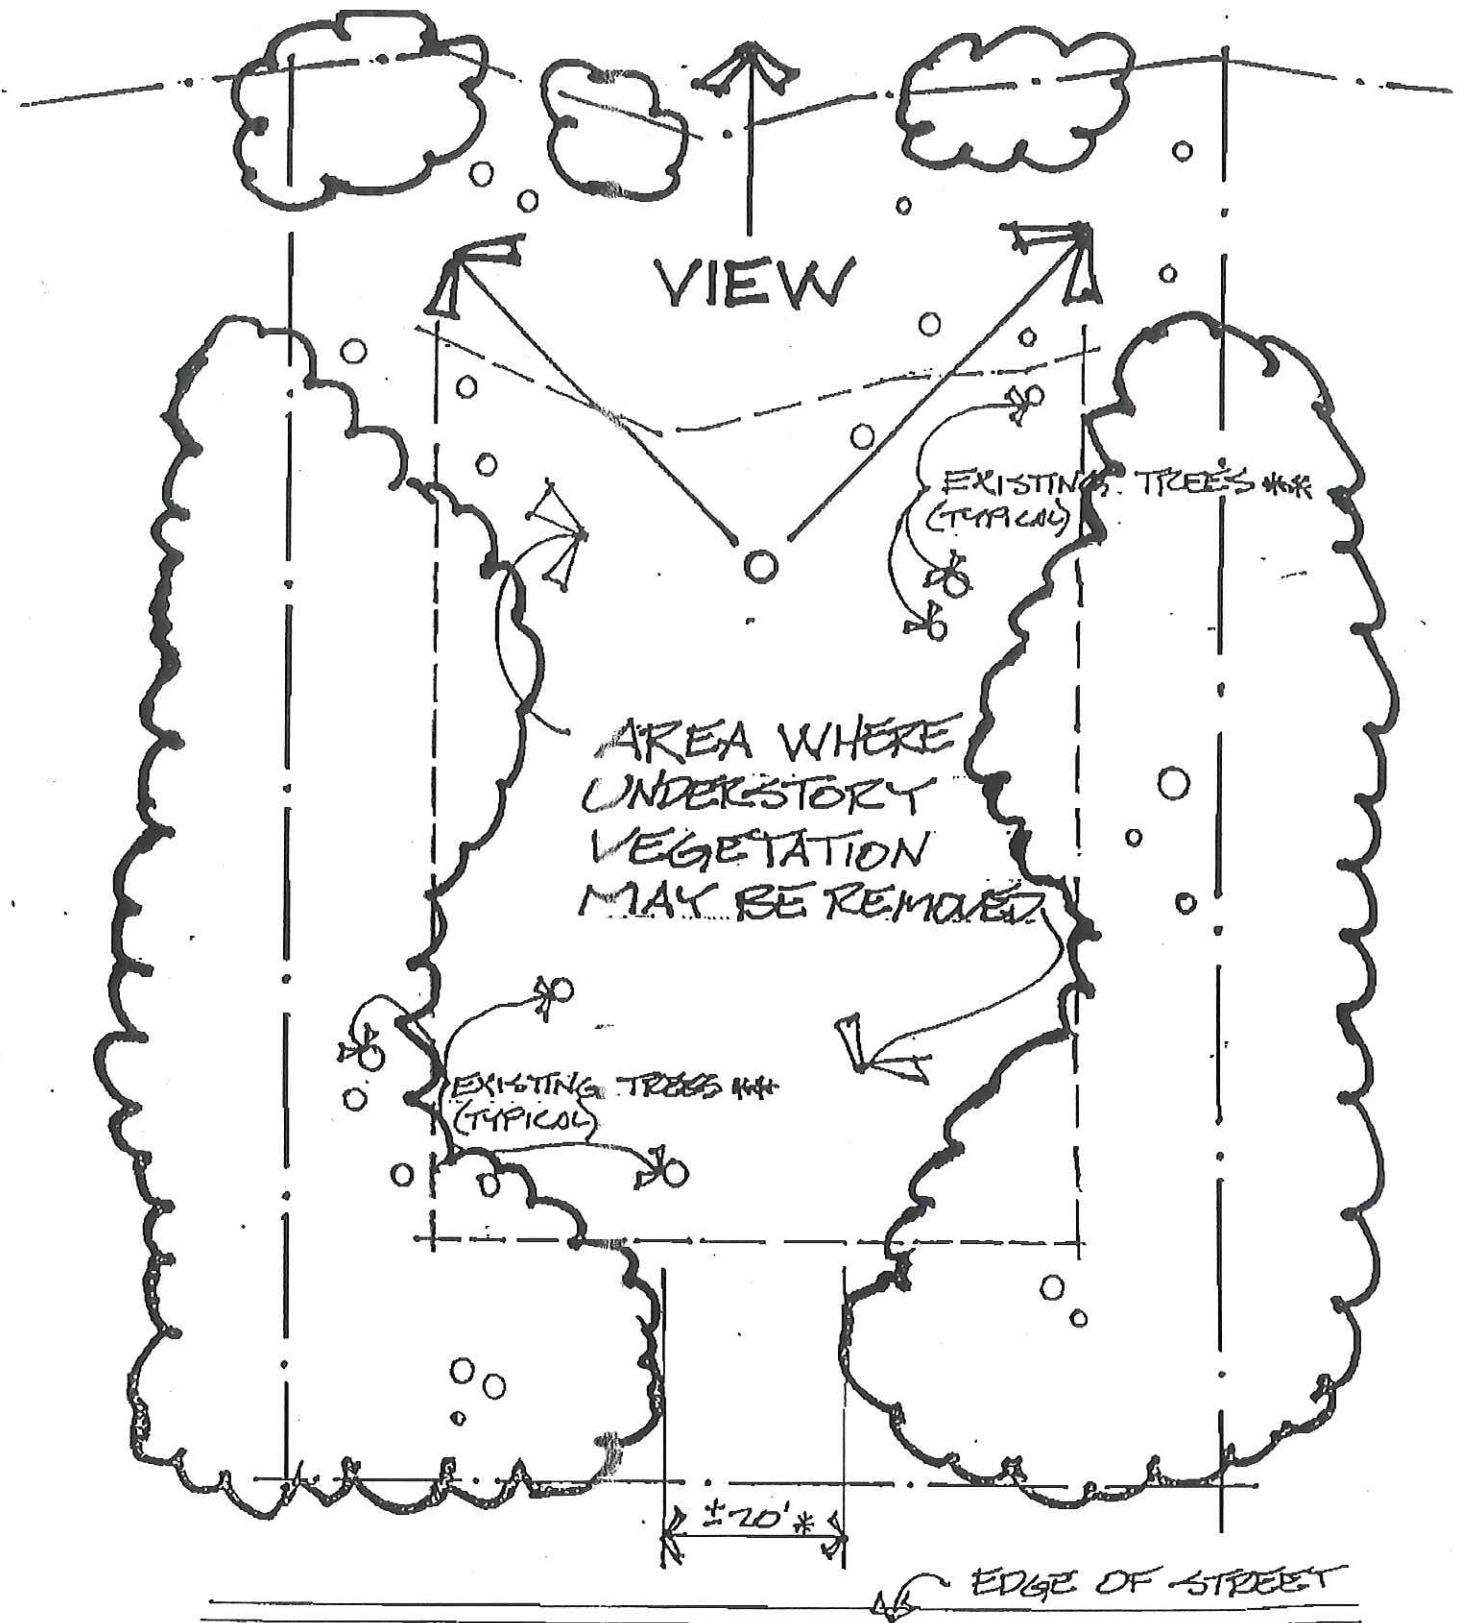 VIEW
EXISTING TREES **
(TYPICAL)
AREA WHERE
UNDERSTORY
VEGETATION
MAY BE REMOVED
EXISTING TREES **
(TYPICAL)
±20' *
EDGE OF STREET